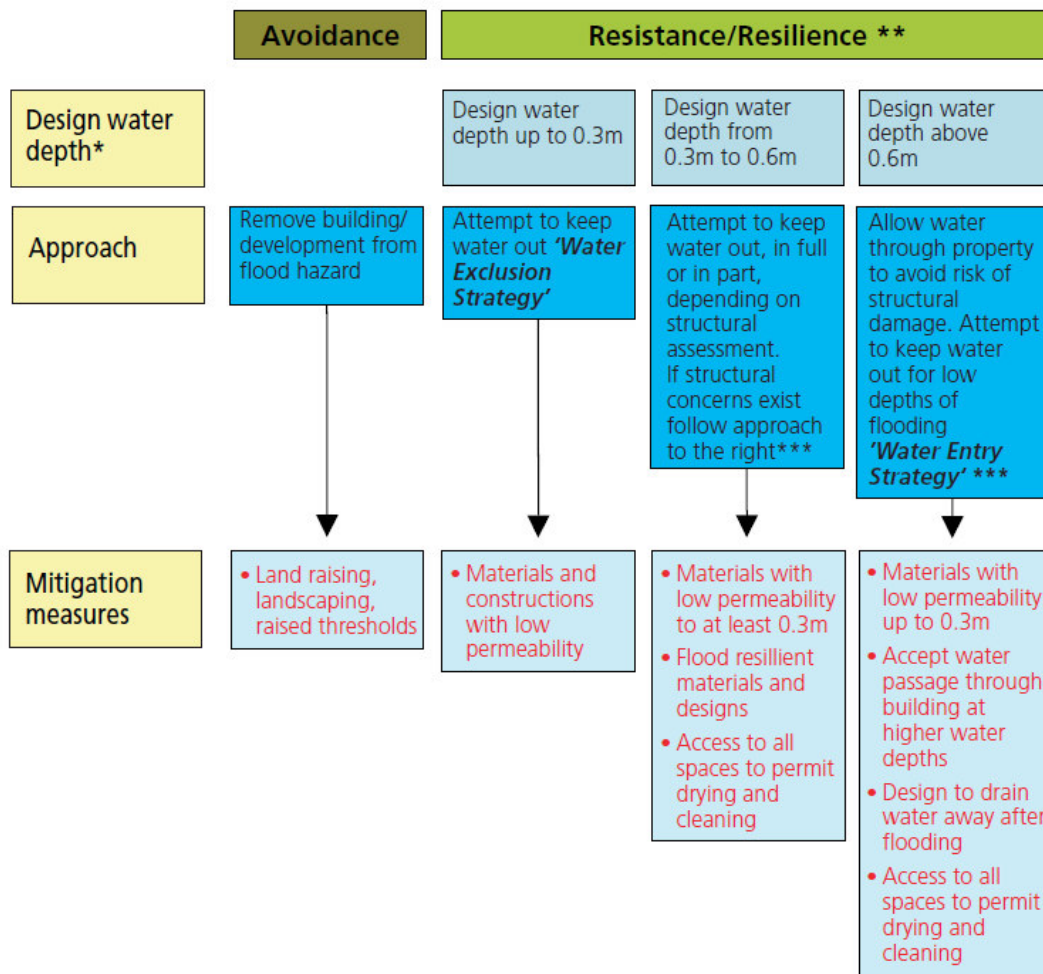 Avoidance
Resistance/Resilience **
Design water
depth*
Design water
depth up to 0.3m
Design water
depth from
0.3m to 0.6m
Design water
depth above
0.6m
Approach
Remove building/
development from
flood hazard
Attempt to keep
water out 'Water
Exclusion
Strategy'
Attempt to keep
water out, in full
or in part,
depending on
structural
assessment.
If structural
concerns exist
follow approach
to the right***
Allow water
through property
to avoid risk of
structural
damage. Attempt
to keep water
out for low
depths of
flooding
'Water Entry
Strategy' ***
Mitigation
measures
• Land raising,
landscaping,
raised thresholds
• Materials and
constructions
with low
permeability
• Materials with
low permeability
to at least 0.3m
• Flood resillient
materials and
designs
• Access to all
spaces to permit
drying and
cleaning
• Materials with
low permeability
up to 0.3m
• Accept water
passage through
building at
higher water
depths
• Design to drain
water away after
flooding
• Access to all
spaces to permit
drying and
cleaning